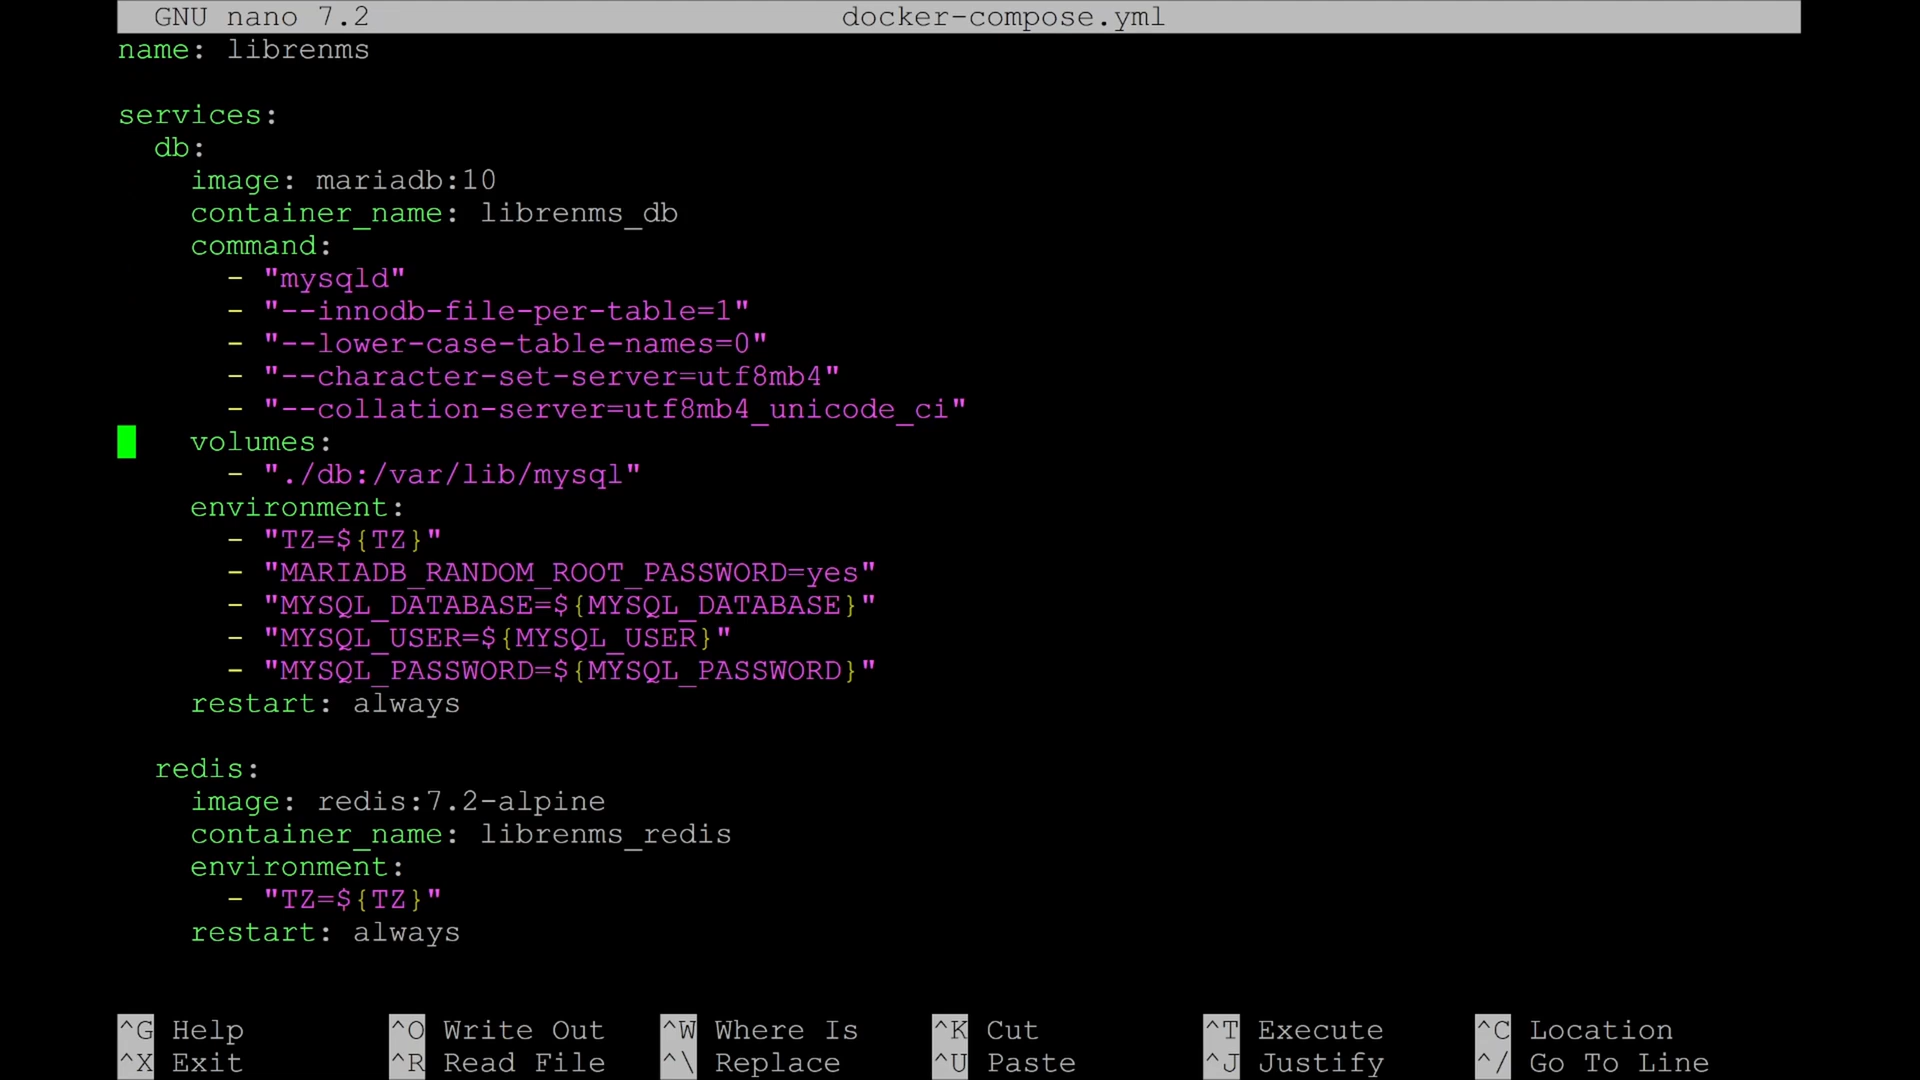 GNU nano 7.2 docker-compose.yml
name: librenms
services:
  db:
    image: mariadb:10
    container_name: librenms_db
    command:
      - "mysqld"
      - "--innodb-file-per-table=1"
      - "--lower-case-table-names=0"
      - "--character-set-server=utf8mb4"
      - "--collation-server=utf8mb4_unicode_ci"
    volumes:
      - "./db:/var/lib/mysql"
    environment:
      - "TZ=${TZ}"
      - "MARIADB_RANDOM_ROOT_PASSWORD=yes"
      - "MYSQL_DATABASE=${MYSQL_DATABASE}"
      - "MYSQL_USER=${MYSQL_USER}"
      - "MYSQL_PASSWORD=${MYSQL_PASSWORD}"
    restart: always
  redis:
    image: redis:7.2-alpine
    container_name: librenms_redis
    environment:
      - "TZ=${TZ}"
    restart: always
^G Help ^O Write Out ^W Where Is ^K Cut ^T Execute ^C Location
^X Exit ^R Read File ^\ Replace ^U Paste ^J Justify ^/ Go To Line